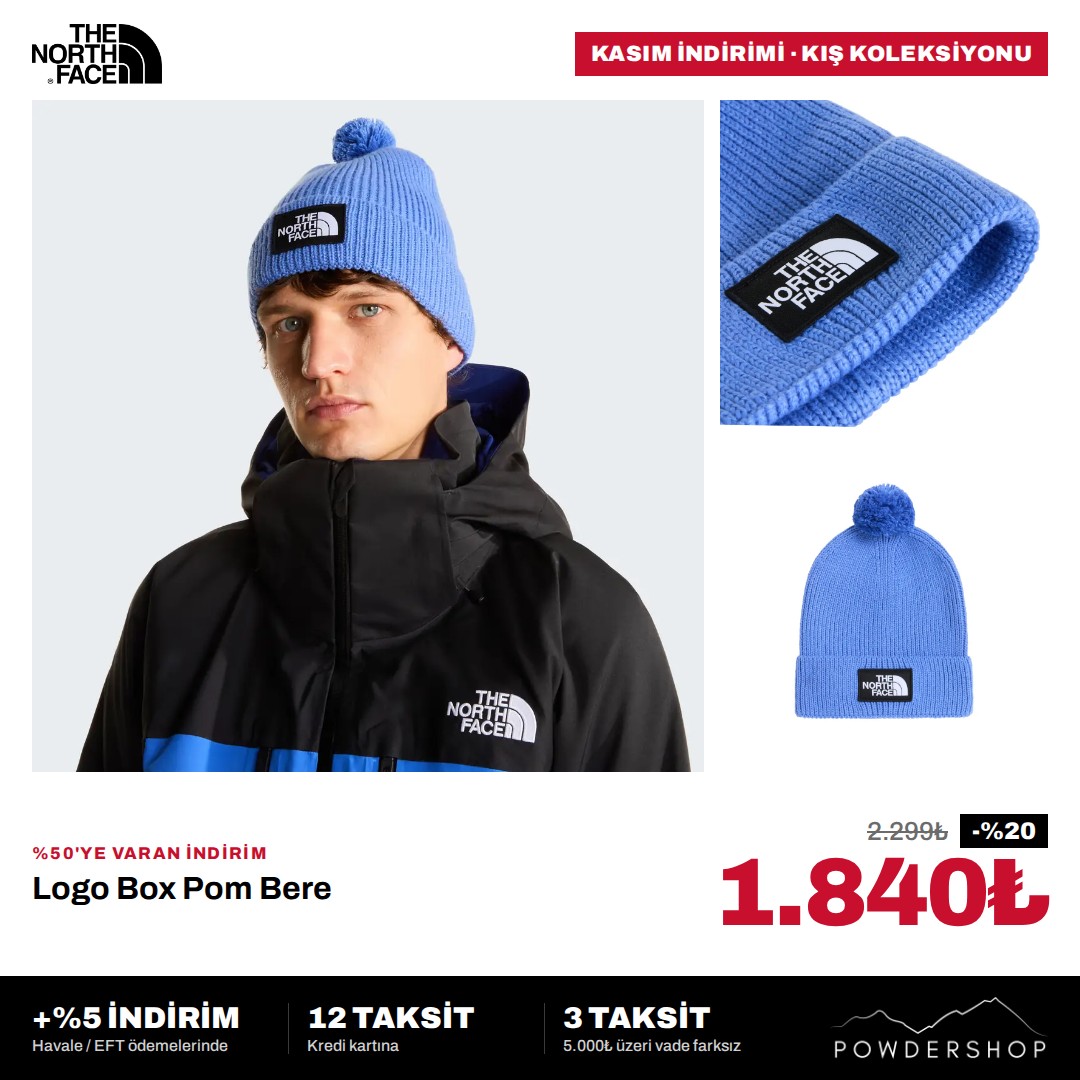 THE
NORTH
FACE
®
KASIM İNDİRİMİ · KIŞ KOLEKSİYONU
THE
NORTH
FACE
THE
NORTH
FACE
THE
NORTH
FACE
THE
NORTH
FACE
%50'YE VARAN İNDİRİM
Logo Box Pom Bere
2.299₺ -%20
1.840₺
+%5 İNDİRİM
Havale / EFT ödemelerinde
12 TAKSİT
Kredi kartına
3 TAKSİT
5.000₺ üzeri vade farksız
POWDERSHOP